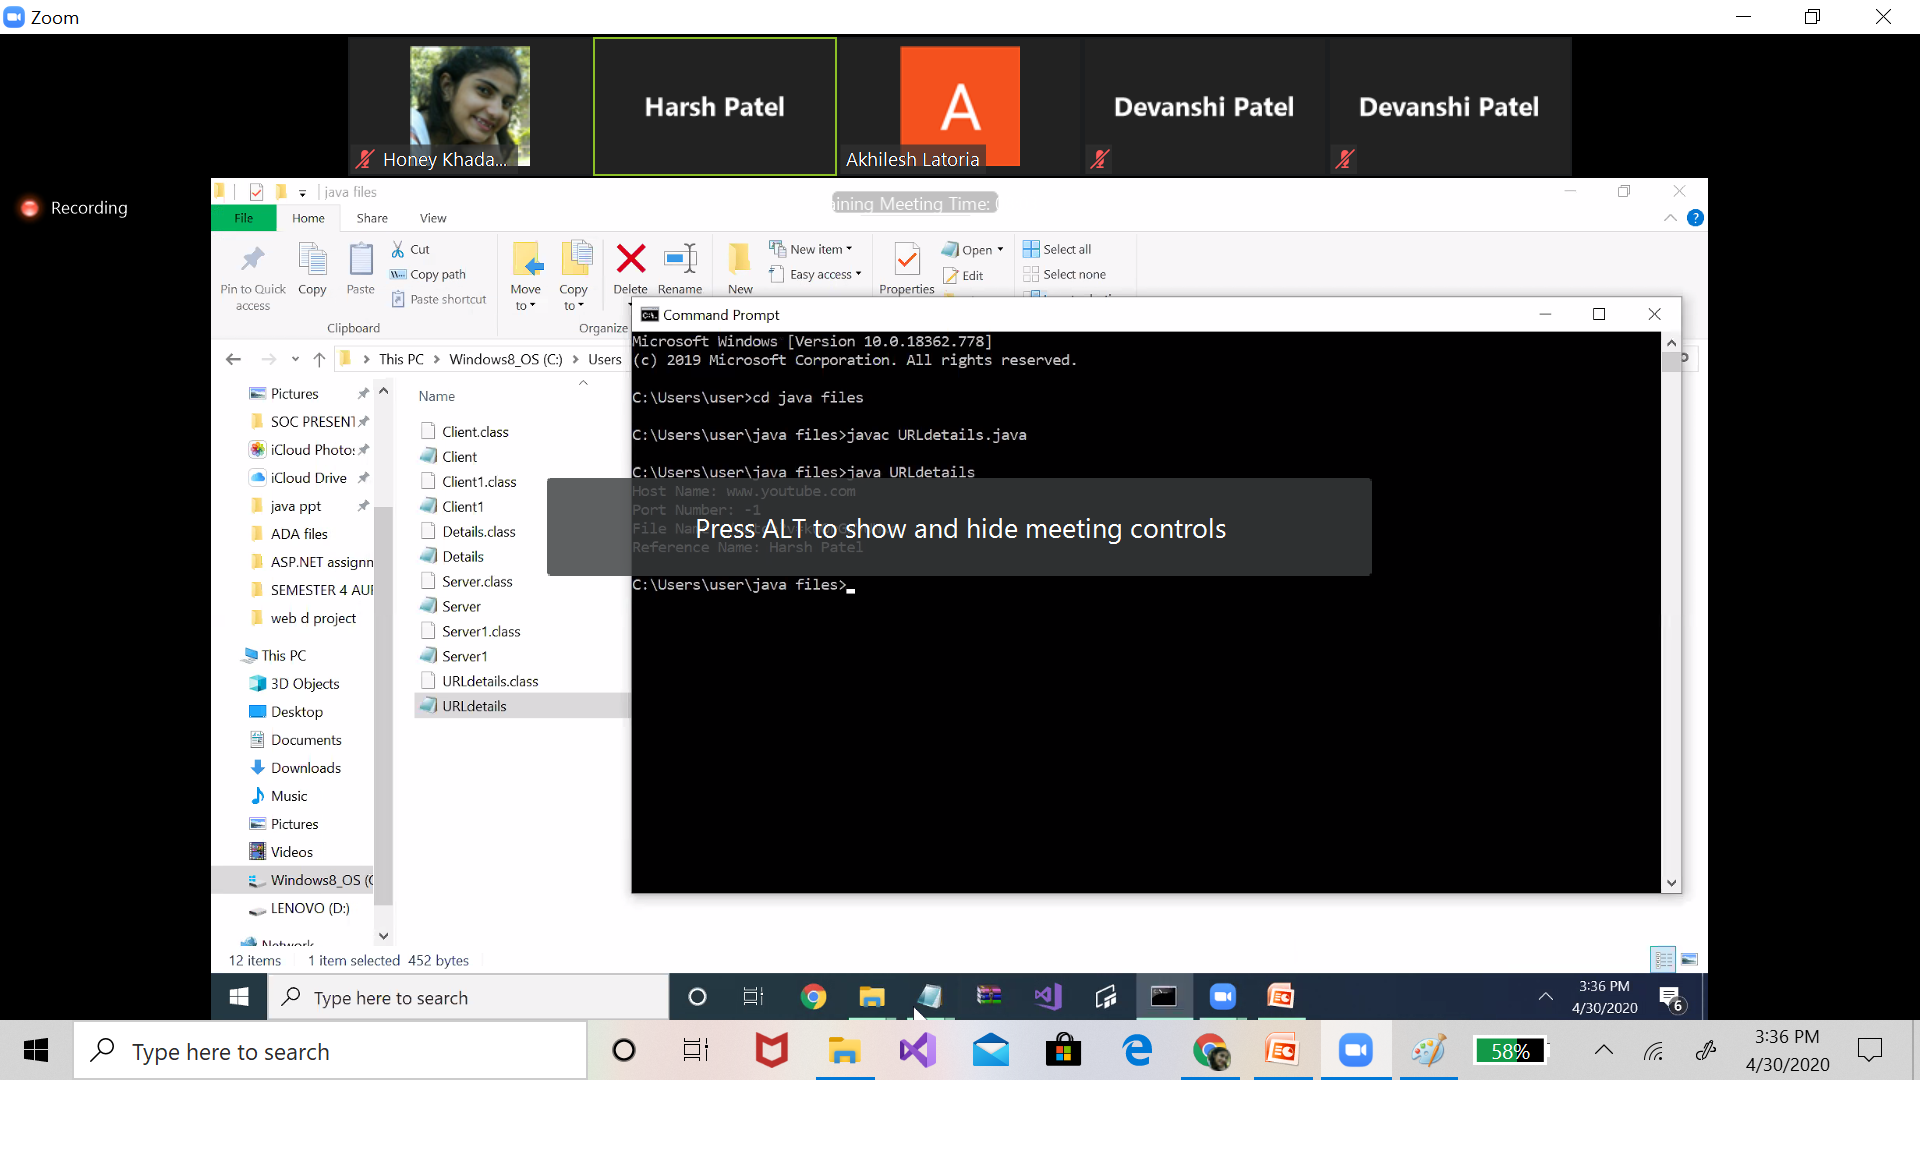 Zoom
Harsh Patel
A
Devanshi Patel
Devanshi Patel
Honey Khada...
Akhilesh Latoria
Recording
java files
ining Meeting Time: (
File
Home
Share
View
Pin to Quick access
Copy
Paste
Cut
Copy path
Paste shortcut
Move to
Copy to
Delete
Rename
New
New item
Easy access
Properties
Open
Edit
Select all
Select none
Clipboard
Organize
This PC > Windows8_OS (C:) > Users
Pictures
SOC PRESENT
iCloud Photo:
iCloud Drive
java ppt
ADA files
ASP.NET assignn
SEMESTER 4 AUI
web d project
This PC
3D Objects
Desktop
Documents
Downloads
Music
Pictures
Videos
Windows8_OS (C
LENOVO (D:)
Network
Name
Client.class
Client
Client1.class
Client1
Details.class
Details
Server.class
Server
Server1.class
Server1
URLdetails.class
URLdetails
Command Prompt
Microsoft Windows [Version 10.0.18362.778]
(c) 2019 Microsoft Corporation. All rights reserved.
C:\Users\user>cd java files
C:\Users\user\java files>javac URLdetails.java
C:\Users\user\java files>java URLdetails
Host Name: www.youtube.com
Port Number: -1
File Na
Press ALT to show and hide meeting controls
Reference Name: Harsh Patel
C:\Users\user\java files>
12 items 1 item selected 452 bytes
Type here to search
3:36 PM
4/30/2020
6
Type here to search
58%
3:36 PM
4/30/2020